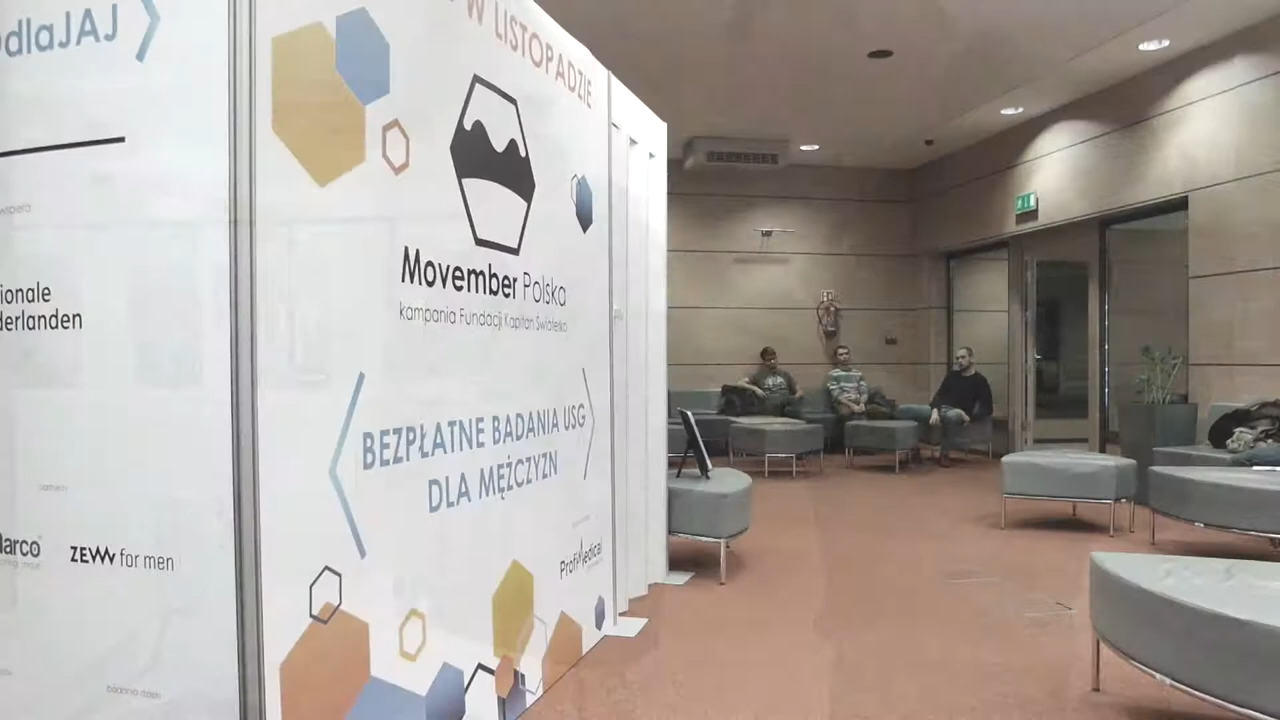 dlaJAJ
ionale
derlanden
ZEW for men
W LISTOPADZIE
Movember Polska
kampania Fundacji Kapitan Światełko
BEZPŁATNE BADANIA USG
DLA MĘŻCZYZN
ProfiMedical